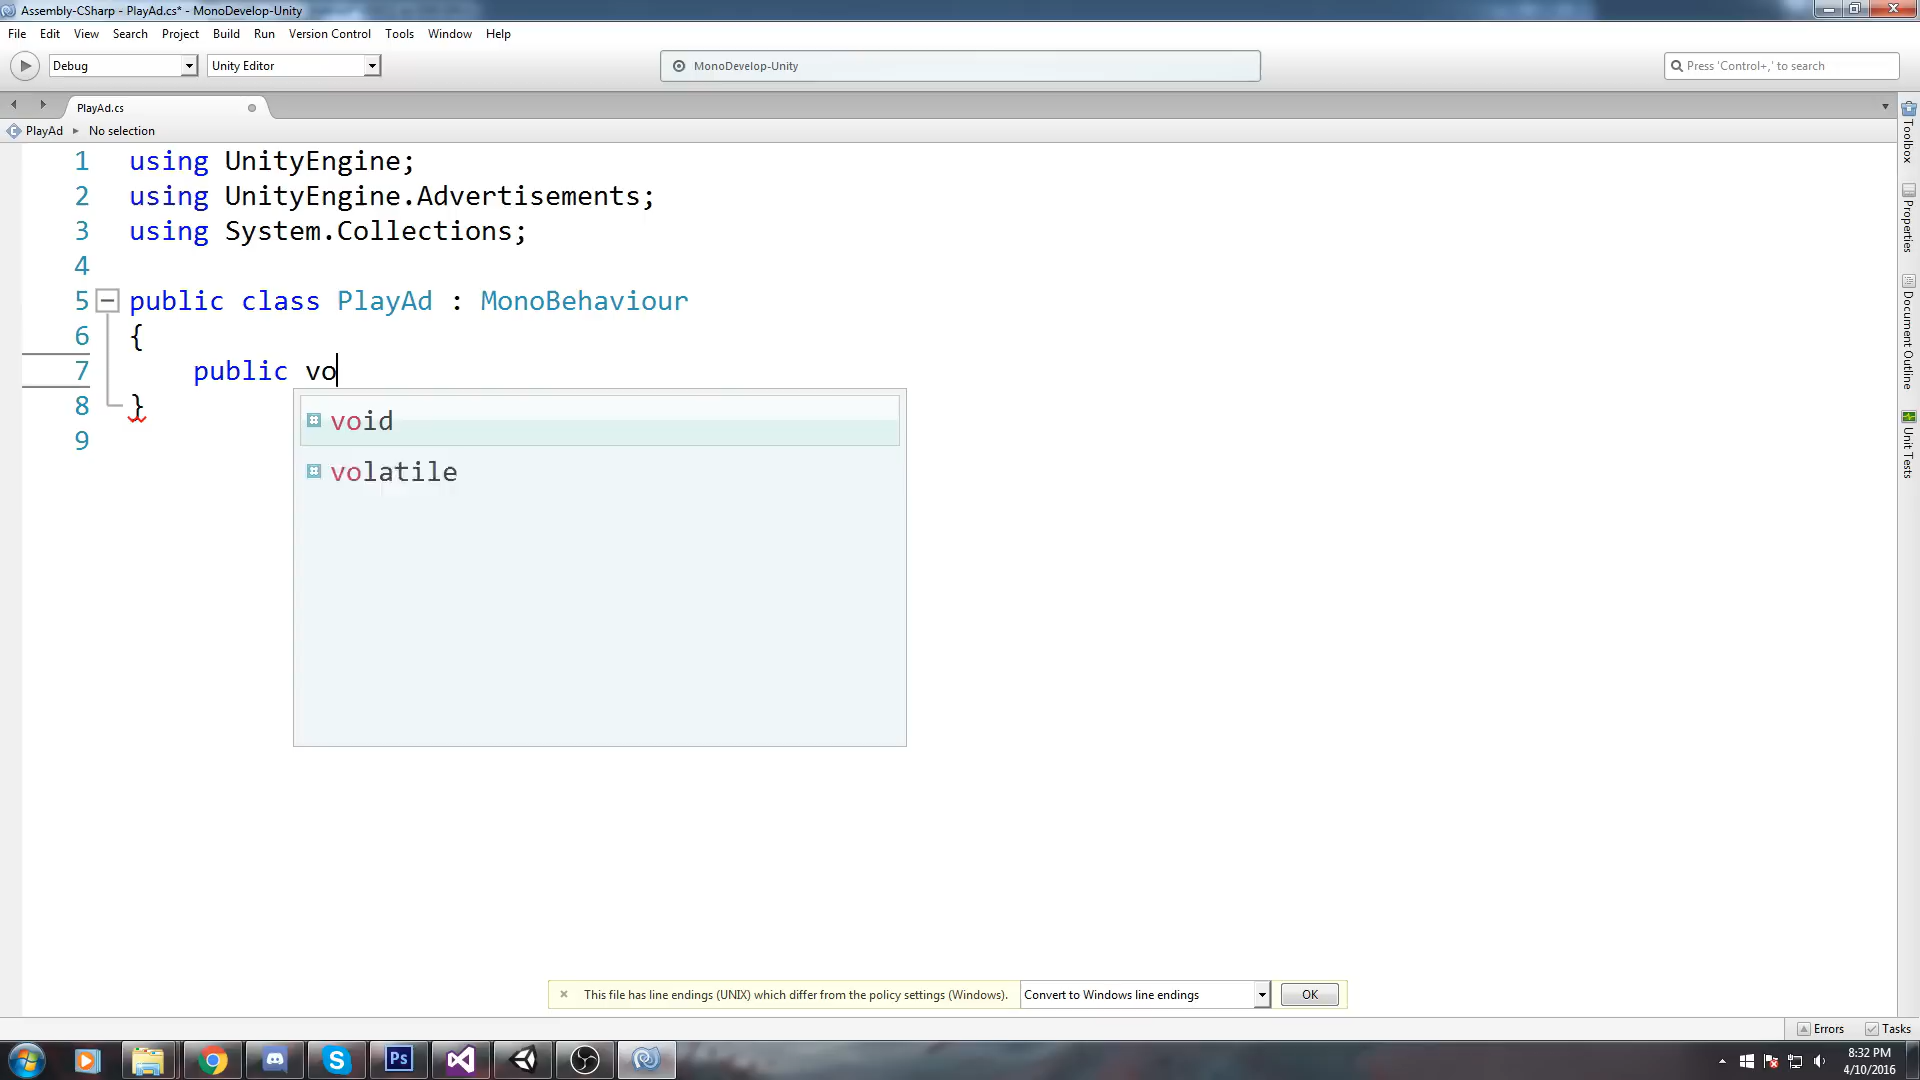 Assembly-CSharp - PlayAd.cs* - MonoDevelop-Unity
File Edit View Search Project Build Run Version Control Tools Window Help
Debug Unity Editor MonoDevelop-Unity Press 'Control+,' to search
PlayAd.cs
PlayAd ▸ No selection
1 using UnityEngine;
2 using UnityEngine.Advertisements;
3 using System.Collections;
4
5 public class PlayAd : MonoBehaviour
6 {
7 public vo
8 }
9
void
volatile
Toolbox
Properties
Document Outline
Unit Tests
This file has line endings (UNIX) which differ from the policy settings (Windows). Convert to Windows line endings OK
Errors Tasks
Ps
8:32 PM
4/10/2016